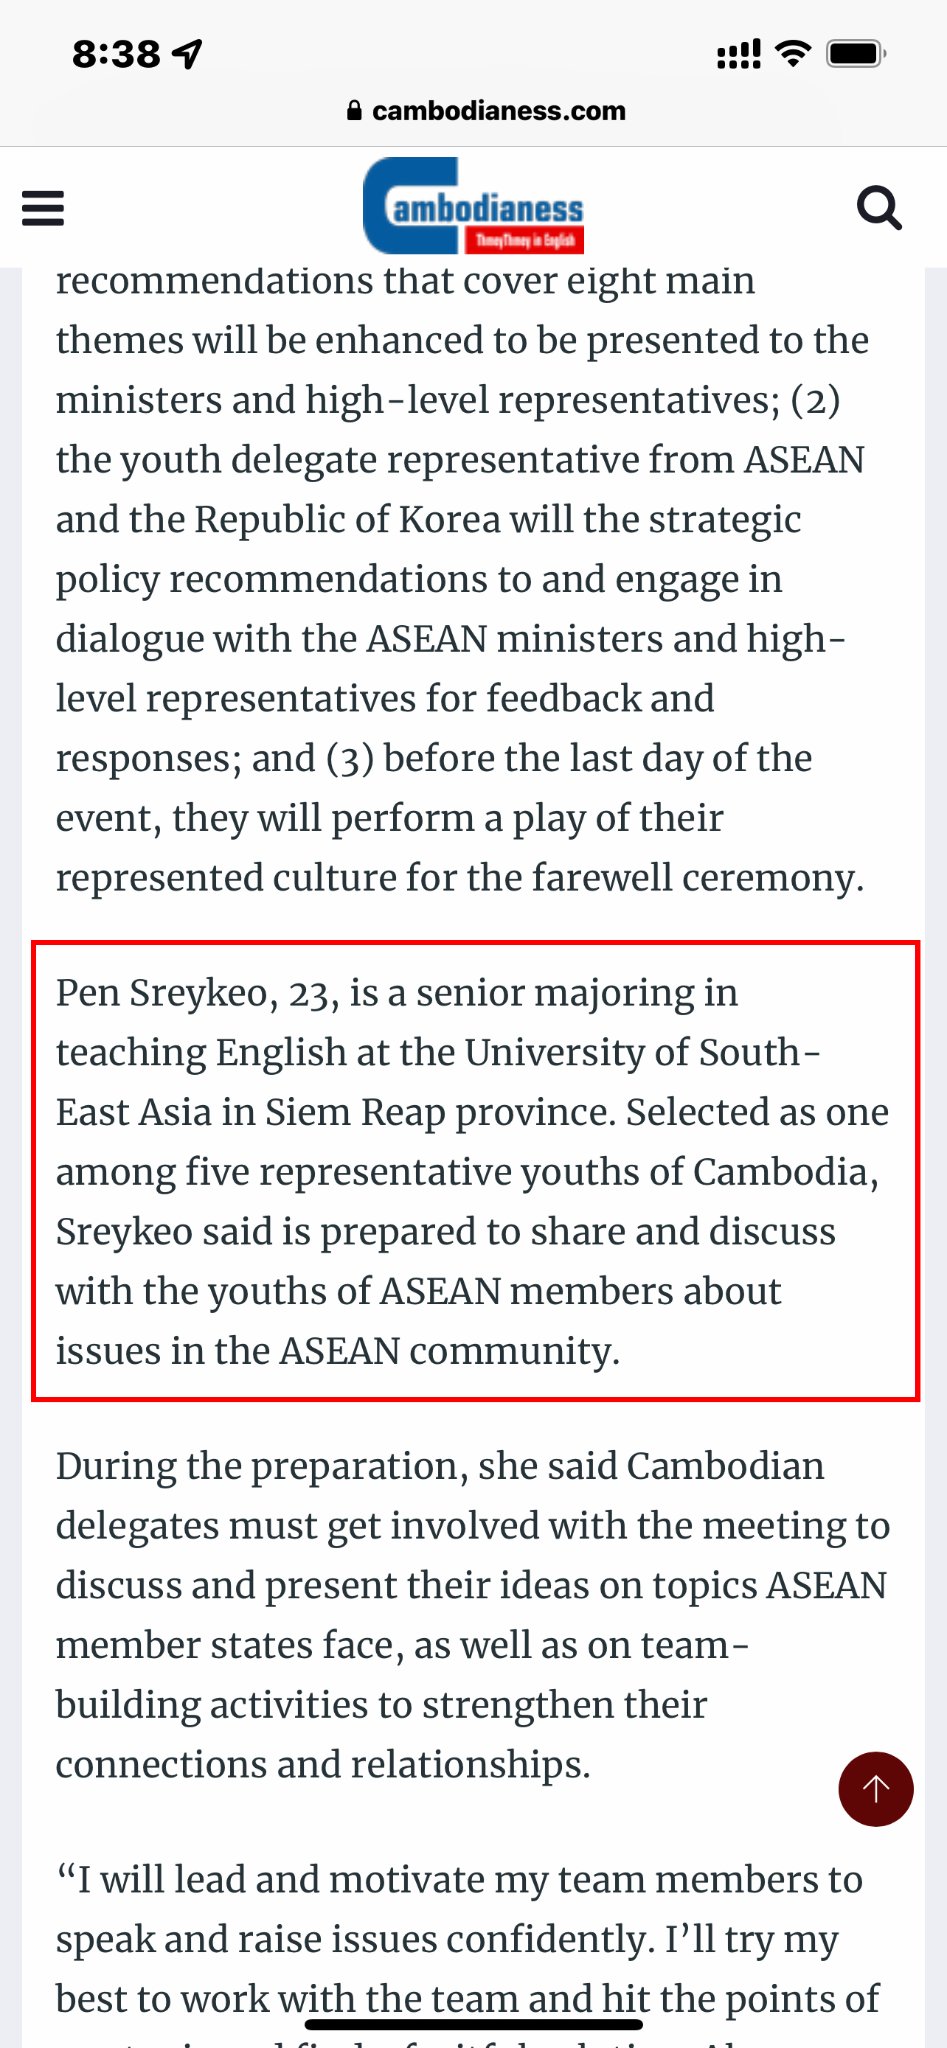 8:38
cambodianess.com
Cambodianess
ThmeyThmey in English
recommendations that cover eight main
themes will be enhanced to be presented to the
ministers and high-level representatives; (2)
the youth delegate representative from ASEAN
and the Republic of Korea will the strategic
policy recommendations to and engage in
dialogue with the ASEAN ministers and high-
level representatives for feedback and
responses; and (3) before the last day of the
event, they will perform a play of their
represented culture for the farewell ceremony.
Pen Sreykeo, 23, is a senior majoring in
teaching English at the University of South-
East Asia in Siem Reap province. Selected as one
among five representative youths of Cambodia,
Sreykeo said is prepared to share and discuss
with the youths of ASEAN members about
issues in the ASEAN community.
During the preparation, she said Cambodian
delegates must get involved with the meeting to
discuss and present their ideas on topics ASEAN
member states face, as well as on team-
building activities to strengthen their
connections and relationships.
“I will lead and motivate my team members to
speak and raise issues confidently. I’ll try my
best to work with the team and hit the points of